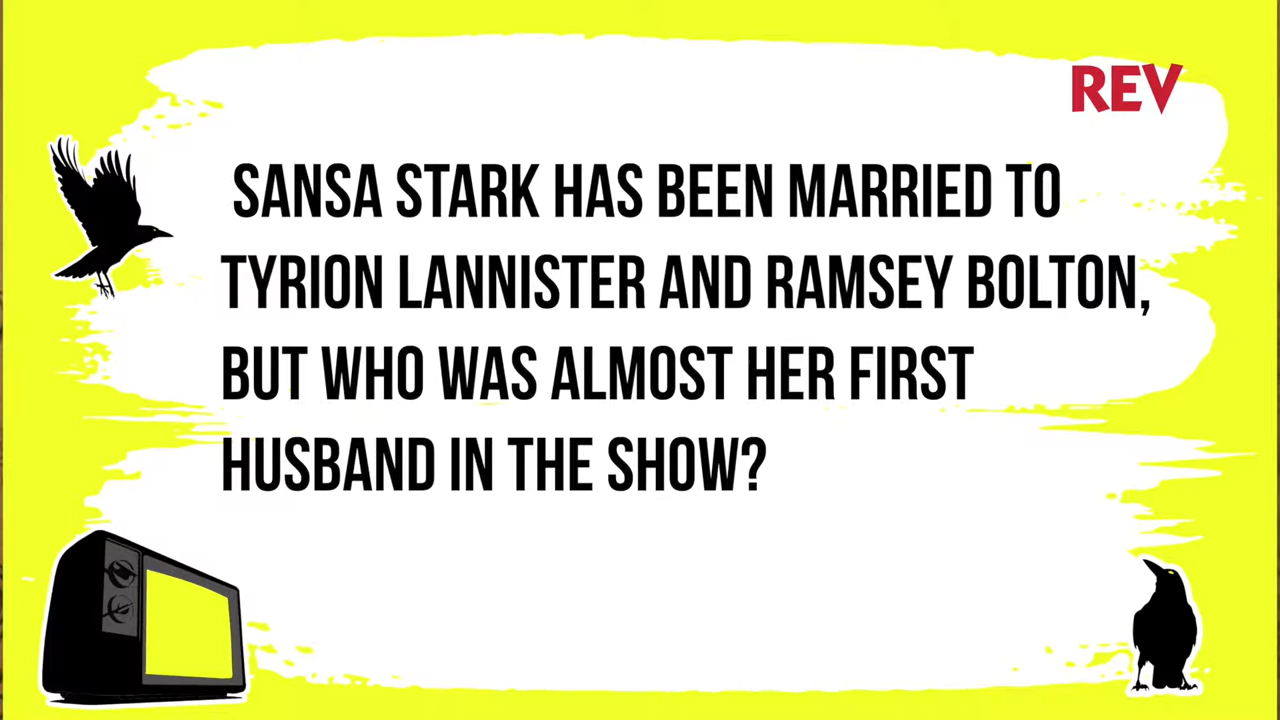 REV
SANSA STARK HAS BEEN MARRIED TO
TYRION LANNISTER AND RAMSEY BOLTON,
BUT WHO WAS ALMOST HER FIRST
HUSBAND IN THE SHOW?